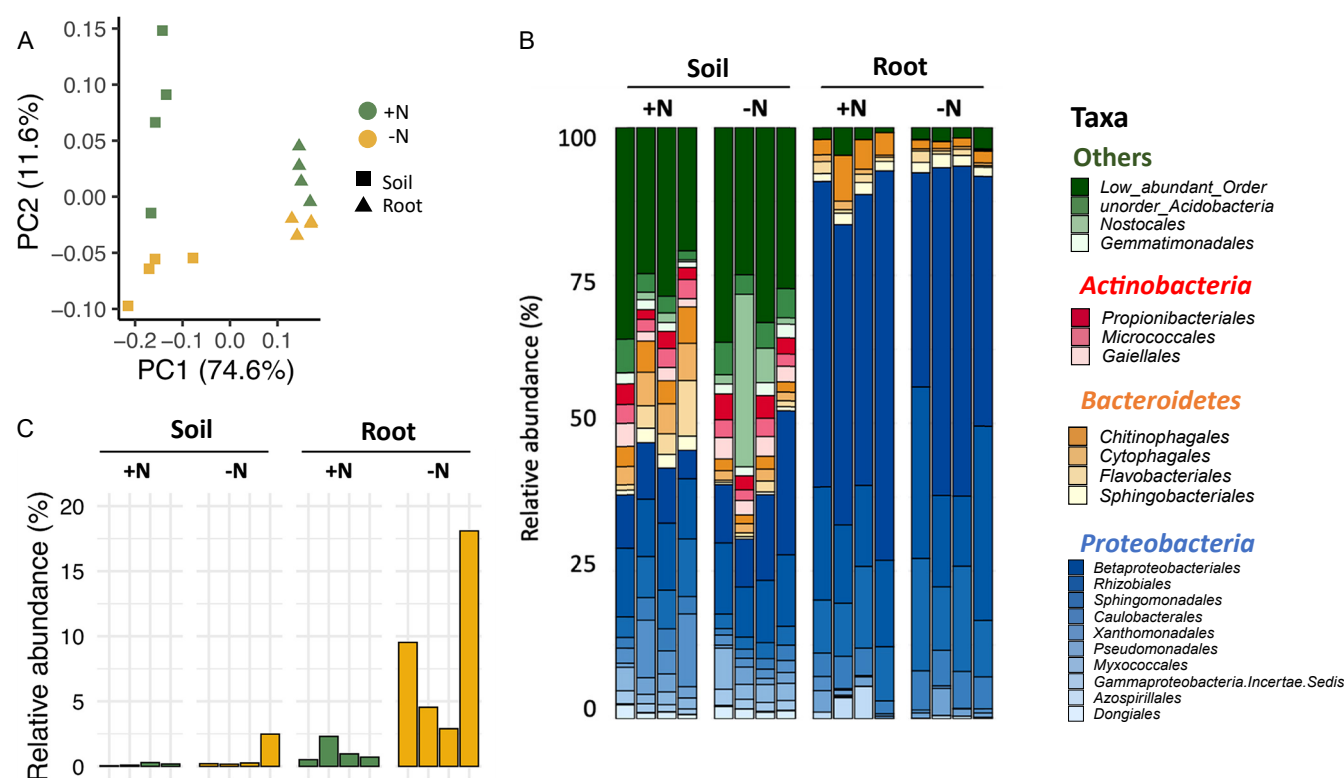 A
0.15
0.10
0.05
0.00
−0.05
−0.10
PC2 (11.6%)
−0.2 −0.1 0.0 0.1
PC1 (74.6%)
+N
-N
Soil
Root
B
Soil Root
+N -N +N -N
100
75
50
25
0
Relative abundance (%)
Taxa
Others
Low_abundant_Order
unorder_Acidobacteria
Nostocales
Gemmatimonadales
Actinobacteria
Propionibacteriales
Micrococcales
Gaiellales
Bacteroidetes
Chitinophagales
Cytophagales
Flavobacteriales
Sphingobacteriales
Proteobacteria
Betaproteobacteriales
Rhizobiales
Sphingomonadales
Caulobacterales
Xanthomonadales
Pseudomonadales
Myxococcales
Gammaproteobacteria.Incertae.Sedis
Azospirillales
Dongiales
C
Soil Root
+N -N +N -N
20
15
10
5
0
Relative abundance (%)